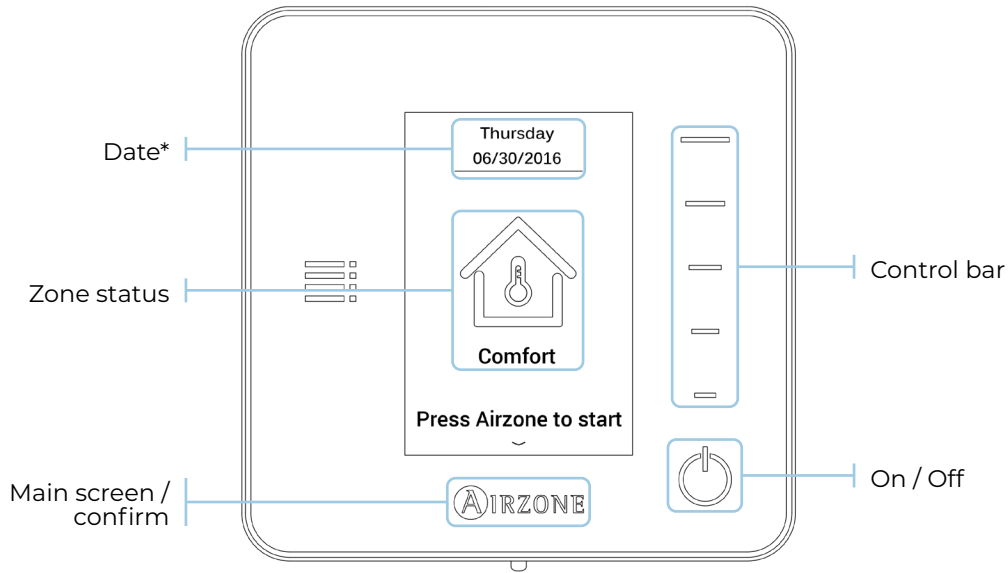 Date*
Thursday
06/30/2016
Zone status
Comfort
Control bar
Press Airzone to start
Main screen /
confirm
AIRZONE
On / Off